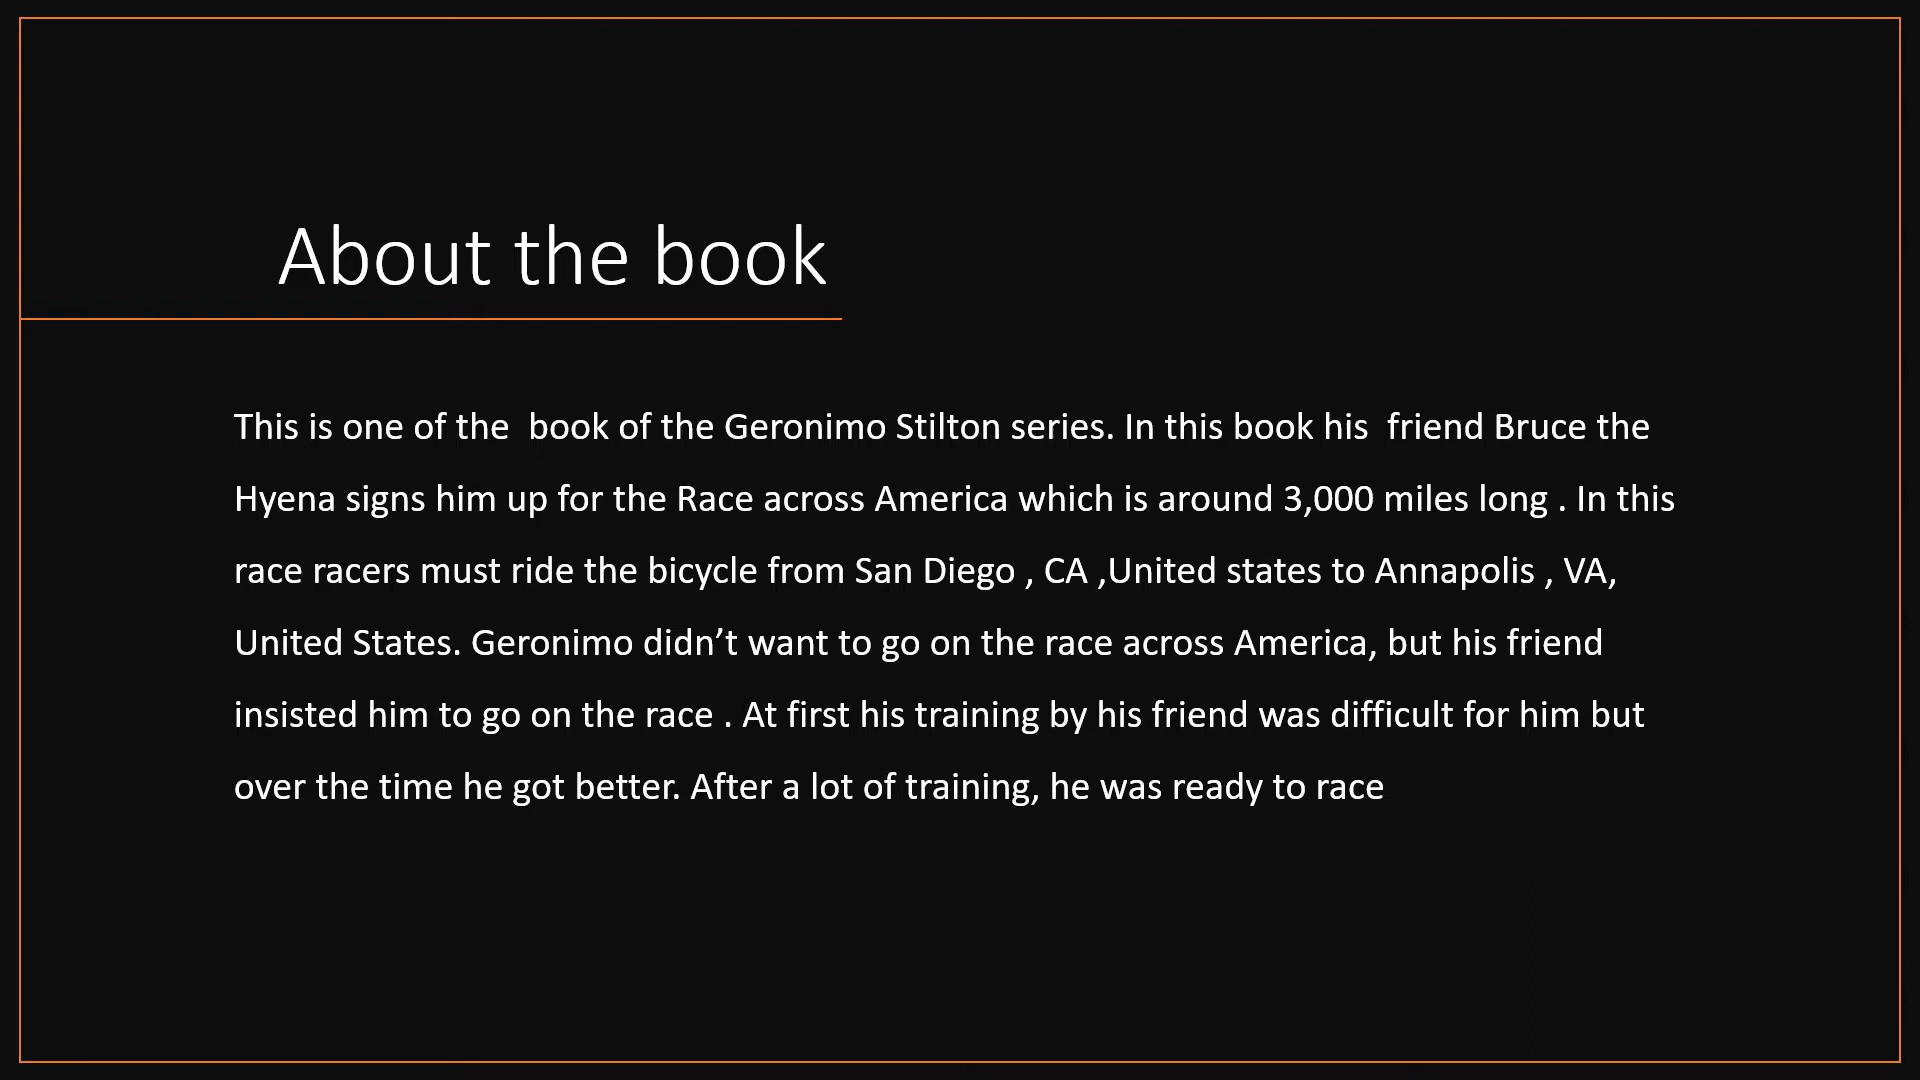 About the book
This is one of the  book of the Geronimo Stilton series. In this book his  friend Bruce the
Hyena signs him up for the Race across America which is around 3,000 miles long . In this
race racers must ride the bicycle from San Diego , CA ,United states to Annapolis , VA,
United States. Geronimo didn’t want to go on the race across America, but his friend
insisted him to go on the race . At first his training by his friend was difficult for him but
over the time he got better. After a lot of training, he was ready to race